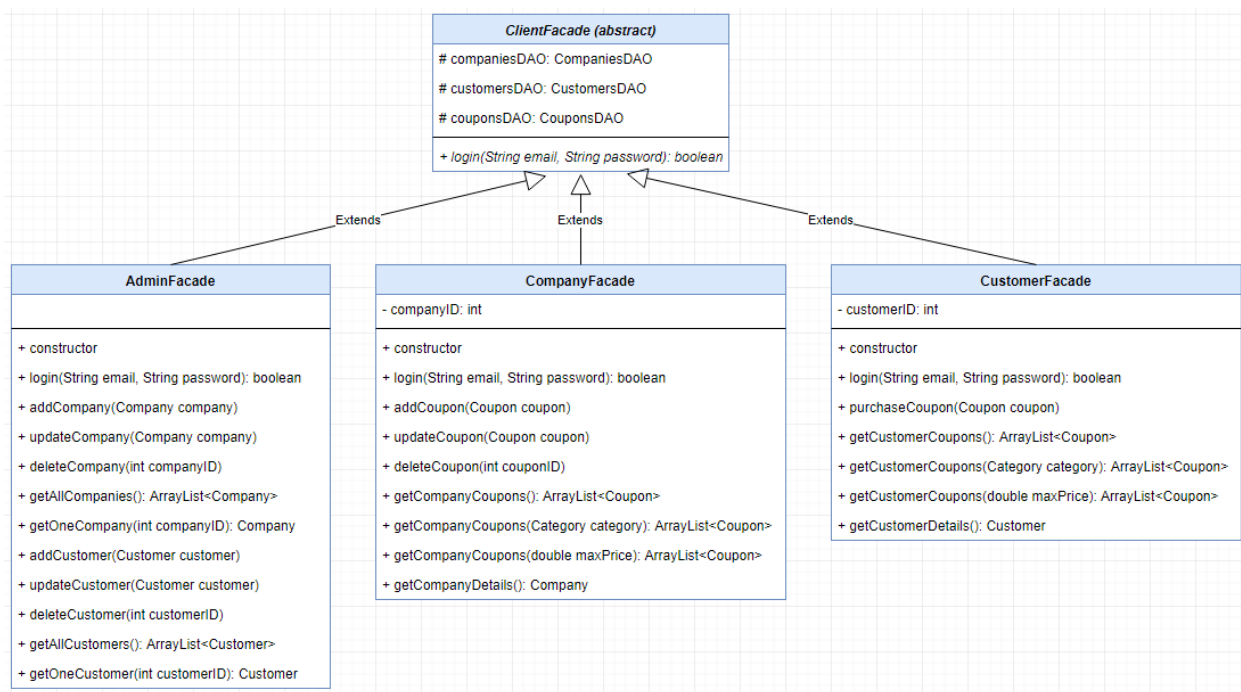 ClientFacade (abstract)
# companiesDAO: CompaniesDAO
# customersDAO: CustomersDAO
# couponsDAO: CouponsDAO
+ login(String email, String password): boolean
Extends
Extends
Extends
AdminFacade
+ constructor
+ login(String email, String password): boolean
+ addCompany(Company company)
+ updateCompany(Company company)
+ deleteCompany(int companyID)
+ getAllCompanies(): ArrayList<Company>
+ getOneCompany(int companyID): Company
+ addCustomer(Customer customer)
+ updateCustomer(Customer customer)
+ deleteCustomer(int customerID)
+ getAllCustomers(): ArrayList<Customer>
+ getOneCustomer(int customerID): Customer
CompanyFacade
- companyID: int
+ constructor
+ login(String email, String password): boolean
+ addCoupon(Coupon coupon)
+ updateCoupon(Coupon coupon)
+ deleteCoupon(int couponID)
+ getCompanyCoupons(): ArrayList<Coupon>
+ getCompanyCoupons(Category category): ArrayList<Coupon>
+ getCompanyCoupons(double maxPrice): ArrayList<Coupon>
+ getCompanyDetails(): Company
CustomerFacade
- customerID: int
+ constructor
+ login(String email, String password): boolean
+ purchaseCoupon(Coupon coupon)
+ getCustomerCoupons(): ArrayList<Coupon>
+ getCustomerCoupons(Category category): ArrayList<Coupon>
+ getCustomerCoupons(double maxPrice): ArrayList<Coupon>
+ getCustomerDetails(): Customer